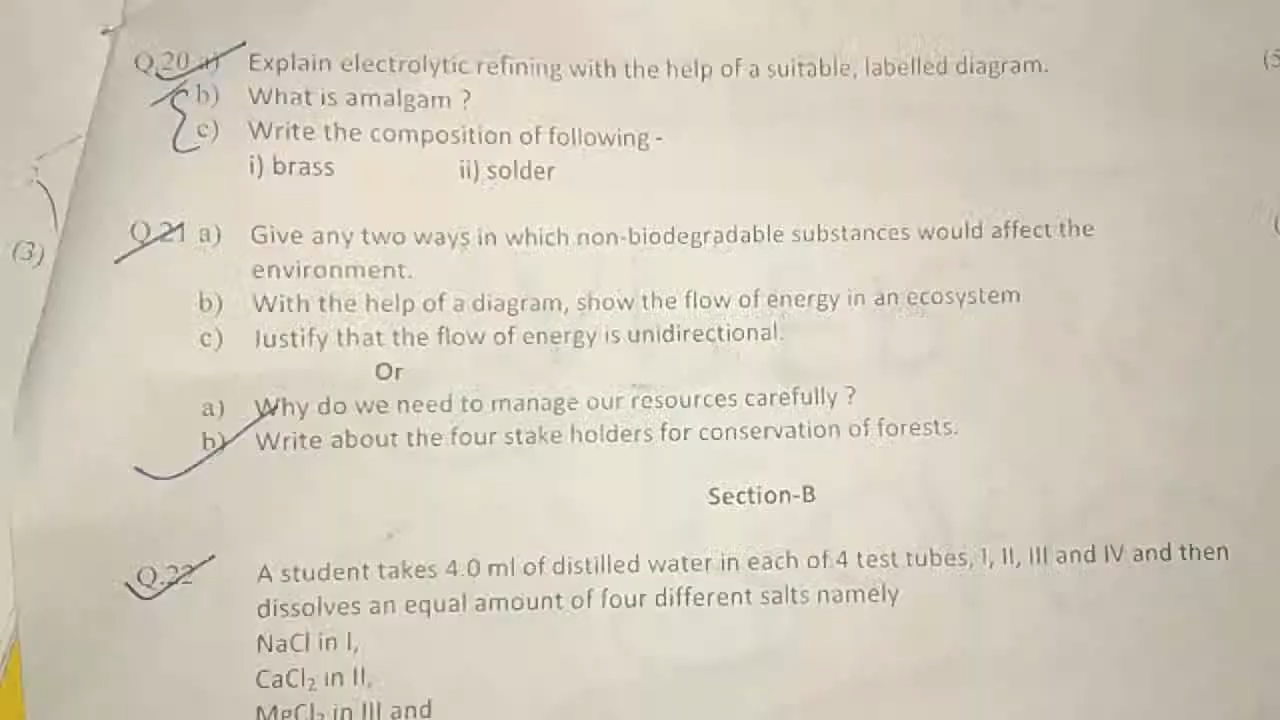 Q.20 a) Explain electrolytic refining with the help of a suitable, labelled diagram. (5
b) What is amalgam ?
c) Write the composition of following -
i) brass ii) solder
(3)
Q.21 a) Give any two ways in which non-biodegradable substances would affect the
environment.
b) With the help of a diagram, show the flow of energy in an ecosystem
c) Justify that the flow of energy is unidirectional.
Or
a) Why do we need to manage our resources carefully ?
b) Write about the four stake holders for conservation of forests.
Section-B
Q.22 A student takes 4.0 ml of distilled water in each of 4 test tubes, I, II, III and IV and then
dissolves an equal amount of four different salts namely
NaCl in I,
CaCl₂ in II,
MgCl₂ in III and